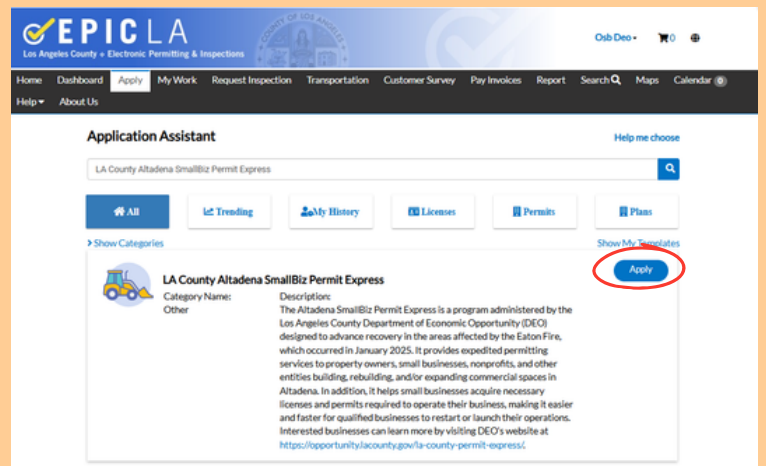 EPICLA
Los Angeles County + Electronic Permitting & Inspections
COUNTY OF LOS ANGELES
Osb Deo
0
Home Dashboard Apply My Work Request Inspection Transportation Customer Survey Pay Invoices Report Search Maps Calendar 0
Help About Us
Application Assistant
Help me choose
LA County Altadena SmallBiz Permit Express
All Trending My History Licenses Permits Plans
Show Categories
Show My Templates
Apply
LA County Altadena SmallBiz Permit Express
Category Name: Description:
Other The Altadena SmallBiz Permit Express is a program administered by the
Los Angeles County Department of Economic Opportunity (DEO)
designed to advance recovery in the areas affected by the Eaton Fire,
which occurred in January 2025. It provides expedited permitting
services to property owners, small businesses, nonprofits, and other
entities building, rebuilding, and/or expanding commercial spaces in
Altadena. In addition, it helps small businesses acquire necessary
licenses and permits required to operate their business, making it easier
and faster for qualified businesses to restart or launch their operations.
Interested businesses can learn more by visiting DEO's website at
https://opportunity.lacounty.gov/la-county-permit-express/.